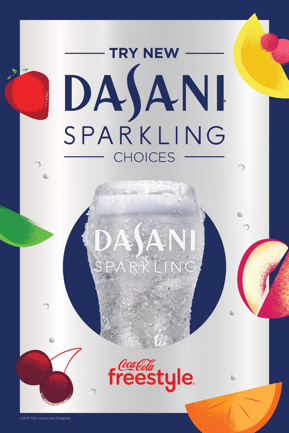 TRY NEW
DASANI
SPARKLING
CHOICES
DASANI
SPARKLING
Coca-Cola
freestyle